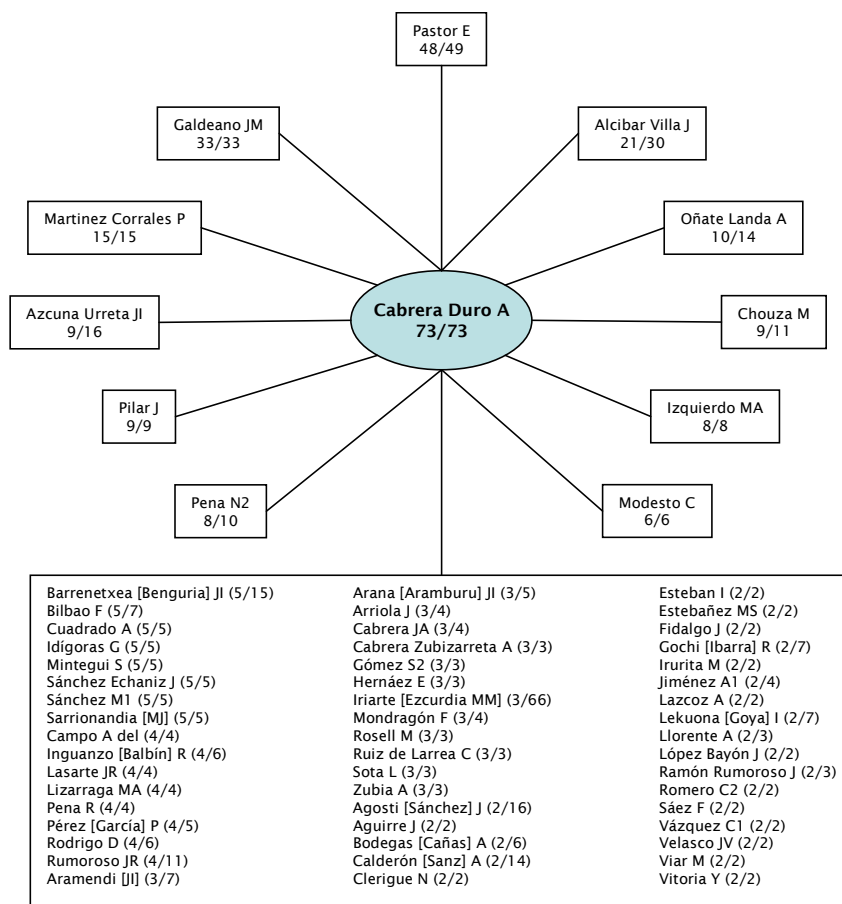 Pastor E
48/49
Galdeano JM
33/33
Alcibar Villa J
21/30
Martinez Corrales P
15/15
Oñate Landa A
10/14
Azcuna Urreta JI
9/16
Cabrera Duro A
73/73
Chouza M
9/11
Pilar J
9/9
Izquierdo MA
8/8
Pena N2
8/10
Modesto C
6/6
Barrenetxea [Benguria] JI (5/15)
Bilbao F (5/7)
Cuadrado A (5/5)
Idígoras G (5/5)
Mintegui S (5/5)
Sánchez Echaniz J (5/5)
Sánchez M1 (5/5)
Sarrionandia [MJ] (5/5)
Campo A del (4/4)
Inguanzo [Balbín] R (4/6)
Lasarte JR (4/4)
Lizarraga MA (4/4)
Pena R (4/4)
Pérez [García] P (4/5)
Rodrigo D (4/6)
Rumoroso JR (4/11)
Aramendi [JI] (3/7)
Arana [Aramburu] JI (3/5)
Arriola J (3/4)
Cabrera JA (3/4)
Cabrera Zubizarreta A (3/3)
Gómez S2 (3/3)
Hernáez E (3/3)
Iriarte [Ezcurdia MM] (3/66)
Mondragón F (3/4)
Rosell M (3/3)
Ruiz de Larrea C (3/3)
Sota L (3/3)
Zubia A (3/3)
Agosti [Sánchez] J (2/16)
Aguirre J (2/2)
Bodegas [Cañas] A (2/6)
Calderón [Sanz] A (2/14)
Clerigue N (2/2)
Esteban I (2/2)
Estebañez MS (2/2)
Fidalgo J (2/2)
Gochi [Ibarra] R (2/7)
Irurita M (2/2)
Jiménez A1 (2/4)
Lazcoz A (2/2)
Lekuona [Goya] I (2/7)
Llorente A (2/3)
López Bayón J (2/2)
Ramón Rumoroso J (2/3)
Romero C2 (2/2)
Sáez F (2/2)
Vázquez C1 (2/2)
Velasco JV (2/2)
Viar M (2/2)
Vitoria Y (2/2)